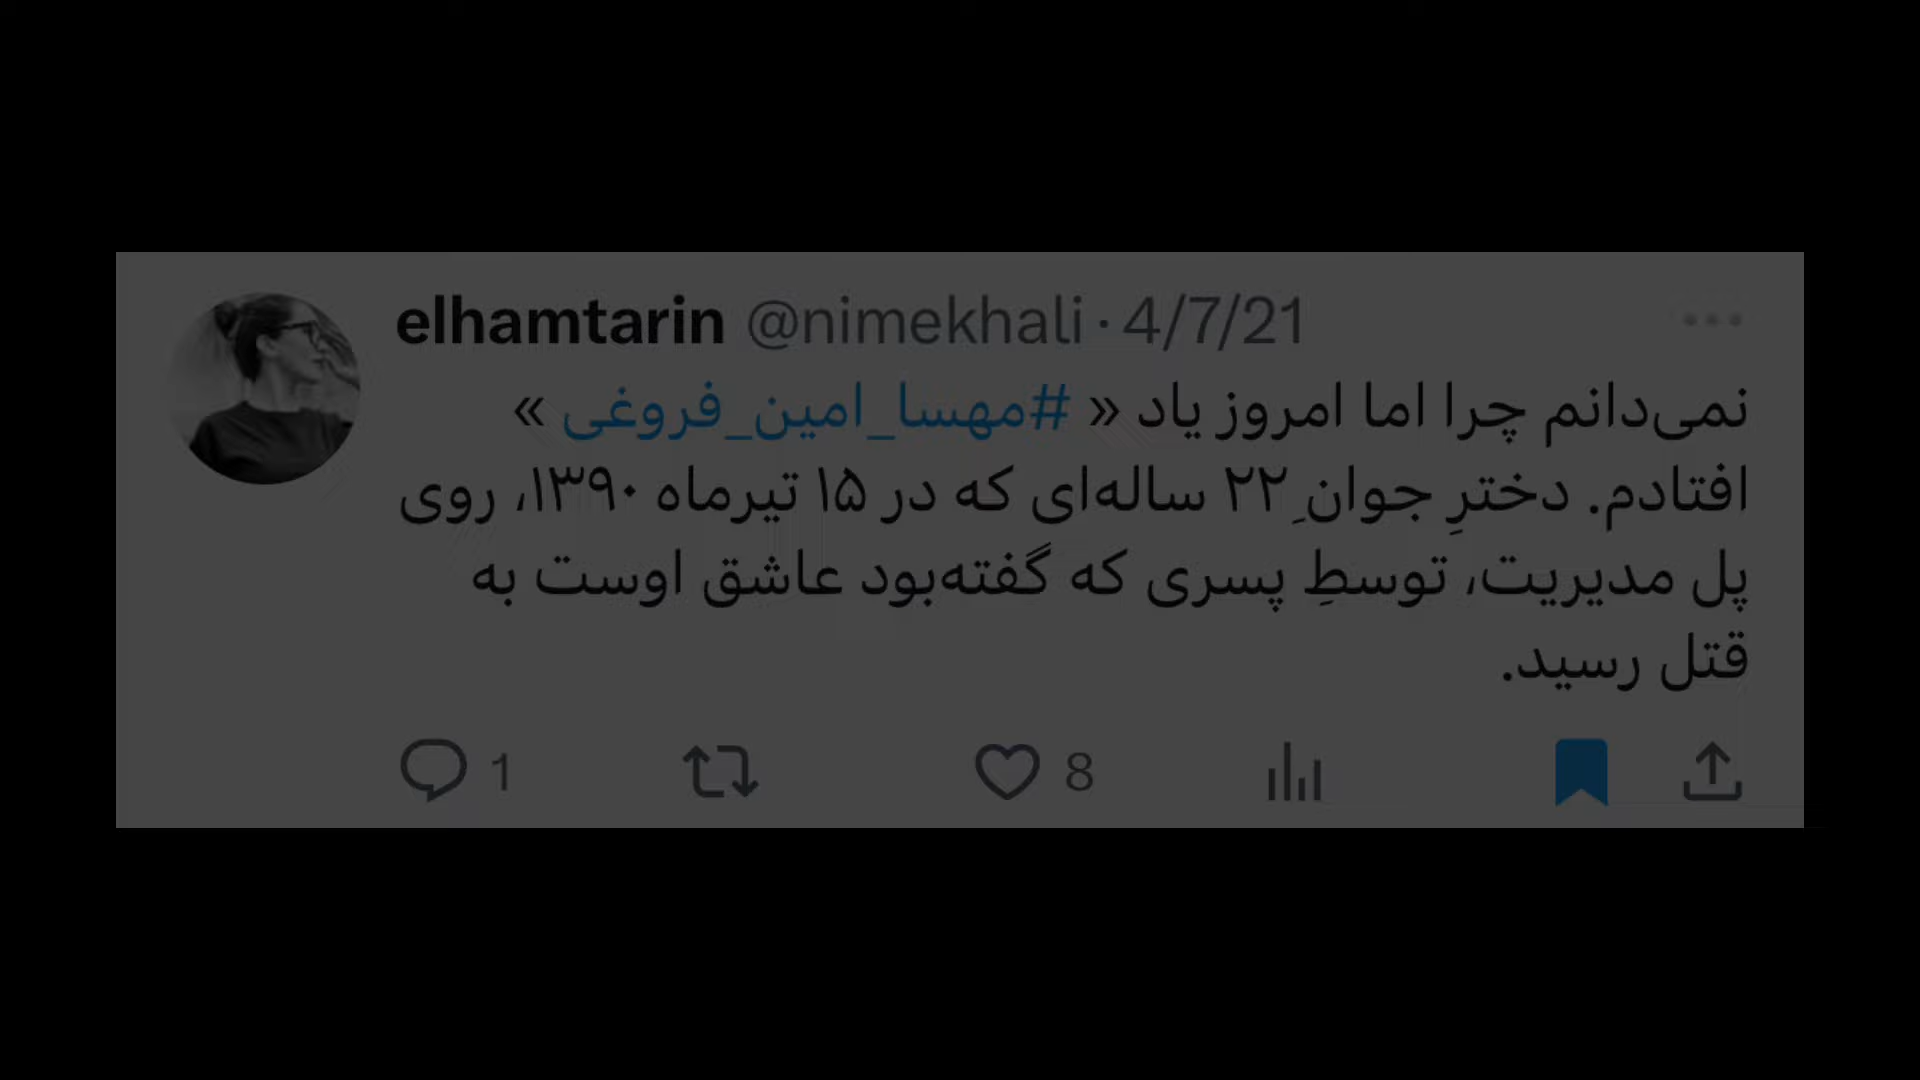 elhamtarin @nimekhali · 4/7/21
نمی‌دانم چرا اما امروز یاد « #مهسا_امین_فروغی »
افتادم. دخترِ جوانِ ۲۲ ساله‌ای که در ۱۵ تیرماه ۱۳۹۰، روی
پل مدیریت، توسطِ پسری که گفته‌بود عاشق اوست به
قتل رسید.
1 8